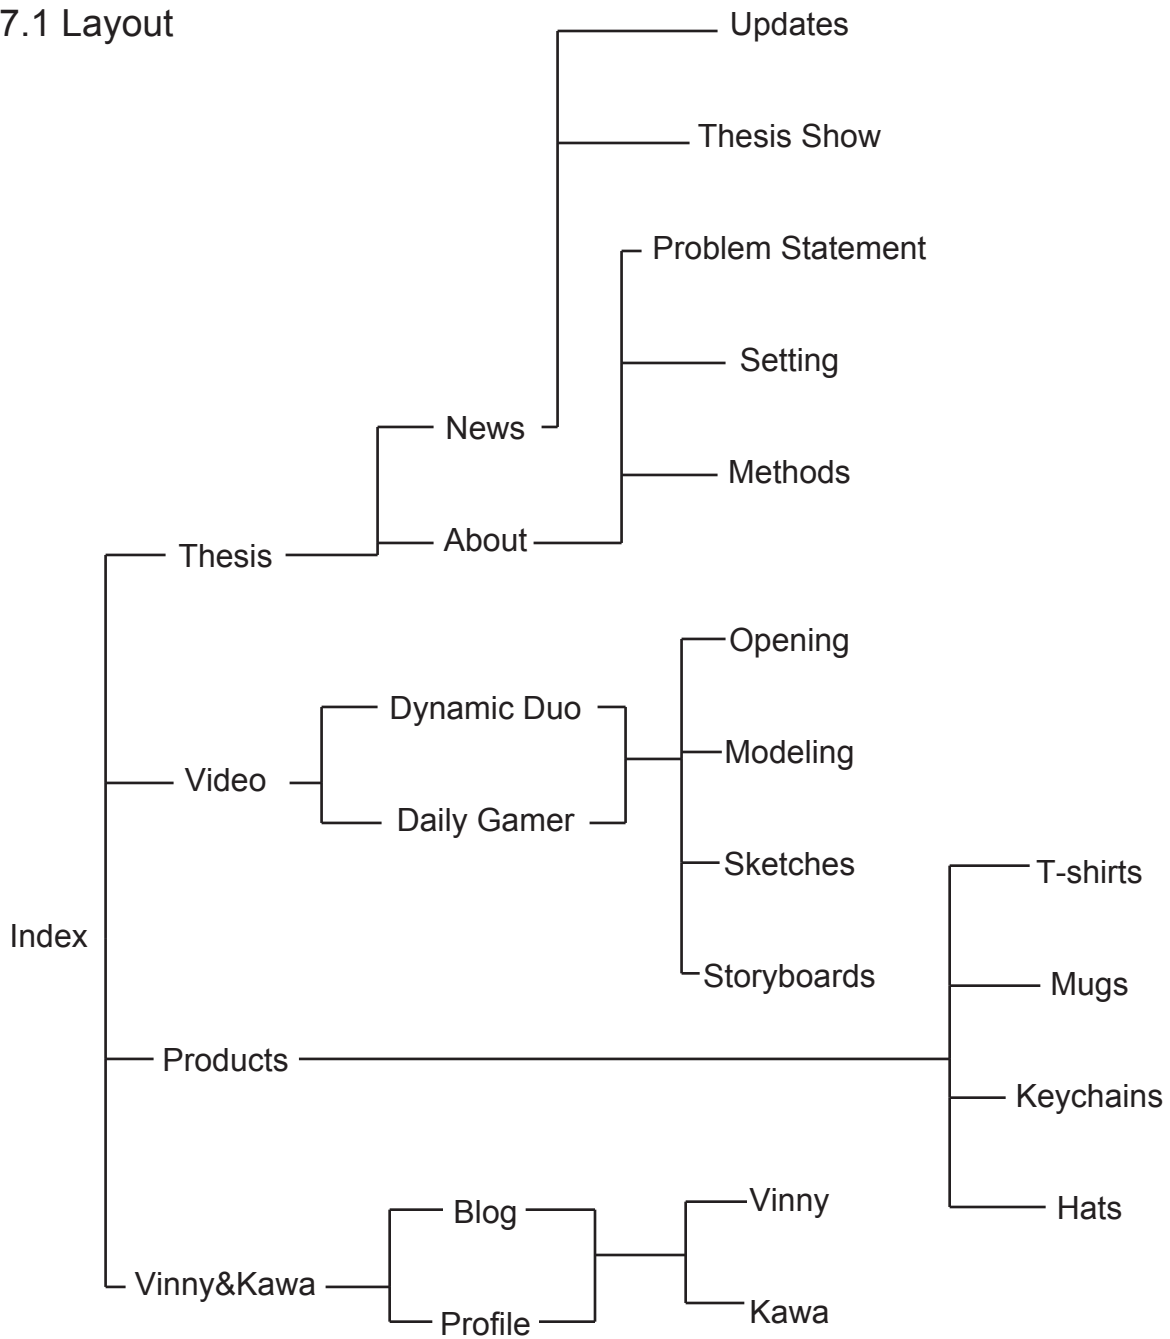 7.1 Layout
Updates
Thesis Show
Problem Statement
Setting
News
Methods
About
Thesis
Opening
Dynamic Duo
Modeling
Video
Daily Gamer
Sketches
T-shirts
Index
Storyboards
Mugs
Products
Keychains
Vinny
Blog
Hats
Vinny&Kawa
Kawa
Profile